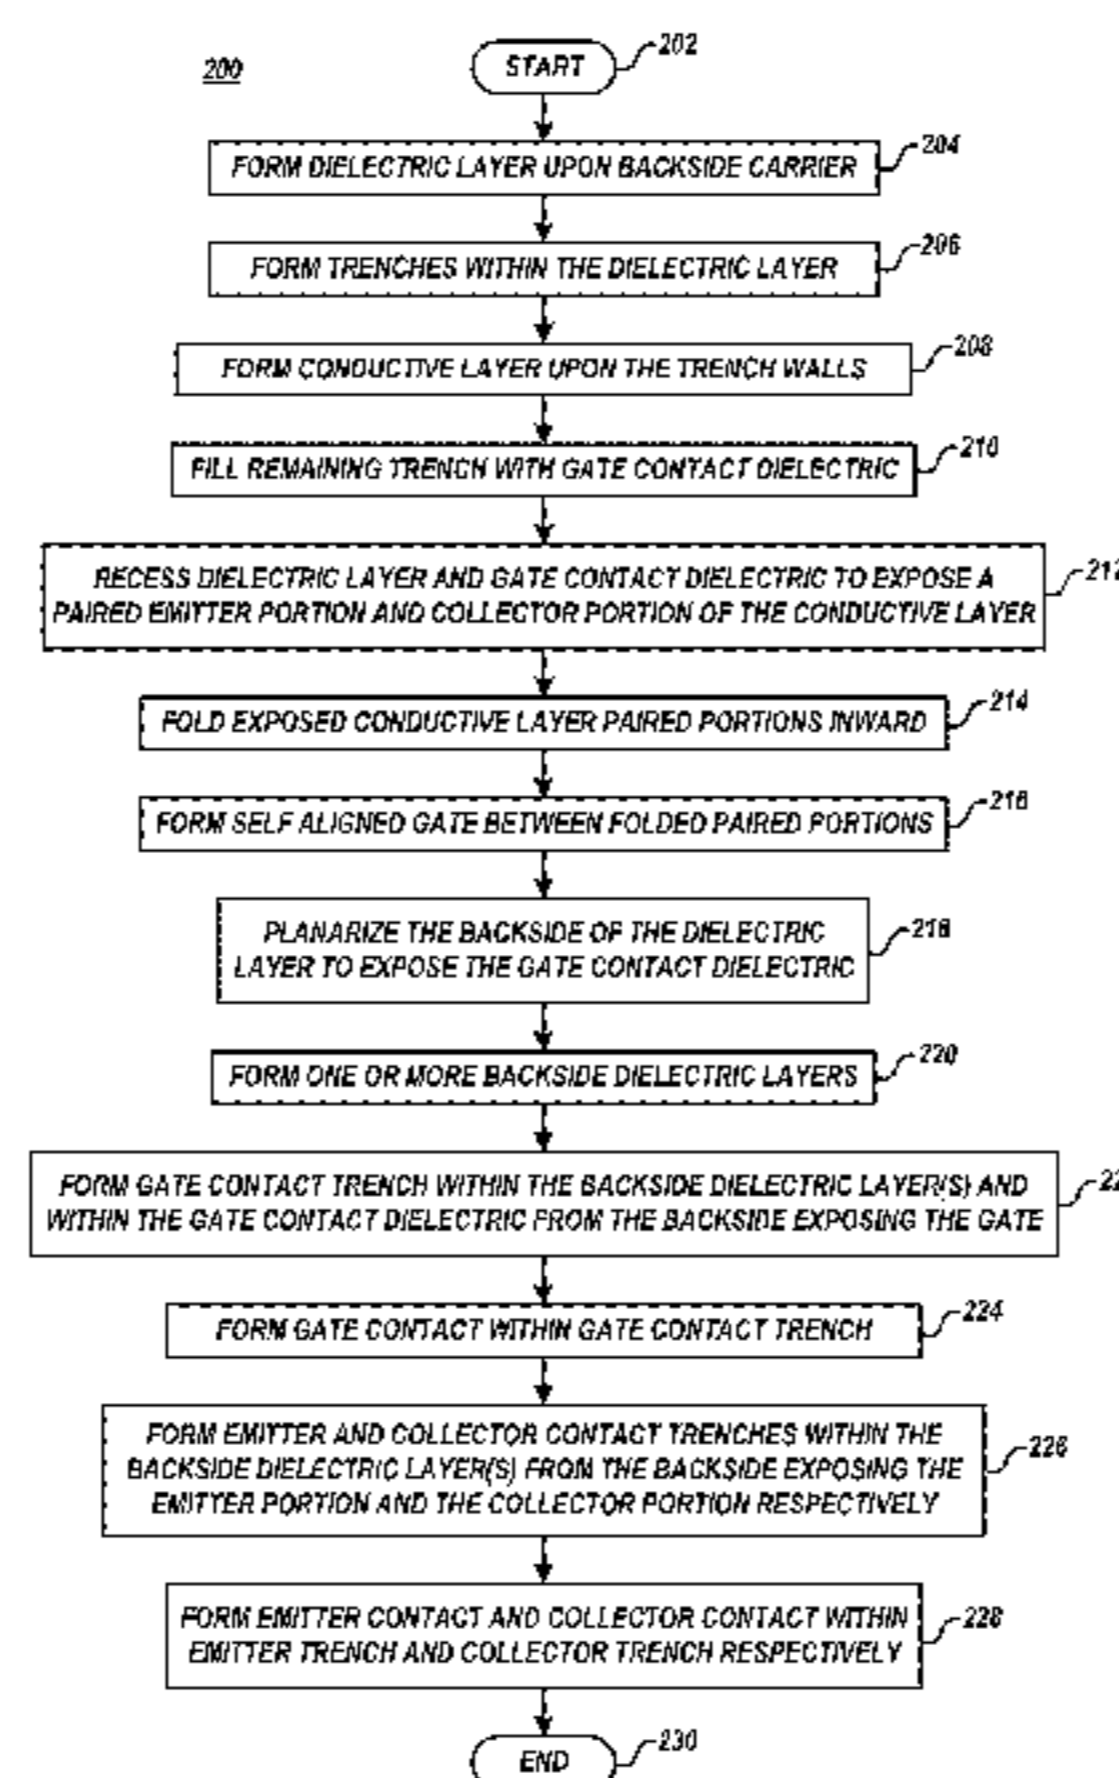 200
START
202
FORM DIELECTRIC LAYER UPON BACKSIDE CARRIER
204
FORM TRENCHES WITHIN THE DIELECTRIC LAYER
206
FORM CONDUCTIVE LAYER UPON THE TRENCH WALLS
208
FILL REMAINING TRENCH WITH GATE CONTACT DIELECTRIC
210
RECESS DIELECTRIC LAYER AND GATE CONTACT DIELECTRIC TO EXPOSE A
PAIRED EMITTER PORTION AND COLLECTOR PORTION OF THE CONDUCTIVE LAYER
212
FOLD EXPOSED CONDUCTIVE LAYER PAIRED PORTIONS INWARD
214
FORM SELF ALIGNED GATE BETWEEN FOLDED PAIRED PORTIONS
216
PLANARIZE THE BACKSIDE OF THE DIELECTRIC
LAYER TO EXPOSE THE GATE CONTACT DIELECTRIC
218
FORM ONE OR MORE BACKSIDE DIELECTRIC LAYERS
220
FORM GATE CONTACT TRENCH WITHIN THE BACKSIDE DIELECTRIC LAYER(S) AND
WITHIN THE GATE CONTACT DIELECTRIC FROM THE BACKSIDE EXPOSING THE GATE
FORM GATE CONTACT WITHIN GATE CONTACT TRENCH
224
FORM EMITTER AND COLLECTOR CONTACT TRENCHES WITHIN THE
BACKSIDE DIELECTRIC LAYER(S) FROM THE BACKSIDE EXPOSING THE
EMITTER PORTION AND THE COLLECTOR PORTION RESPECTIVELY
226
FORM EMITTER CONTACT AND COLLECTOR CONTACT WITHIN
EMITTER TRENCH AND COLLECTOR TRENCH RESPECTIVELY
228
END
230